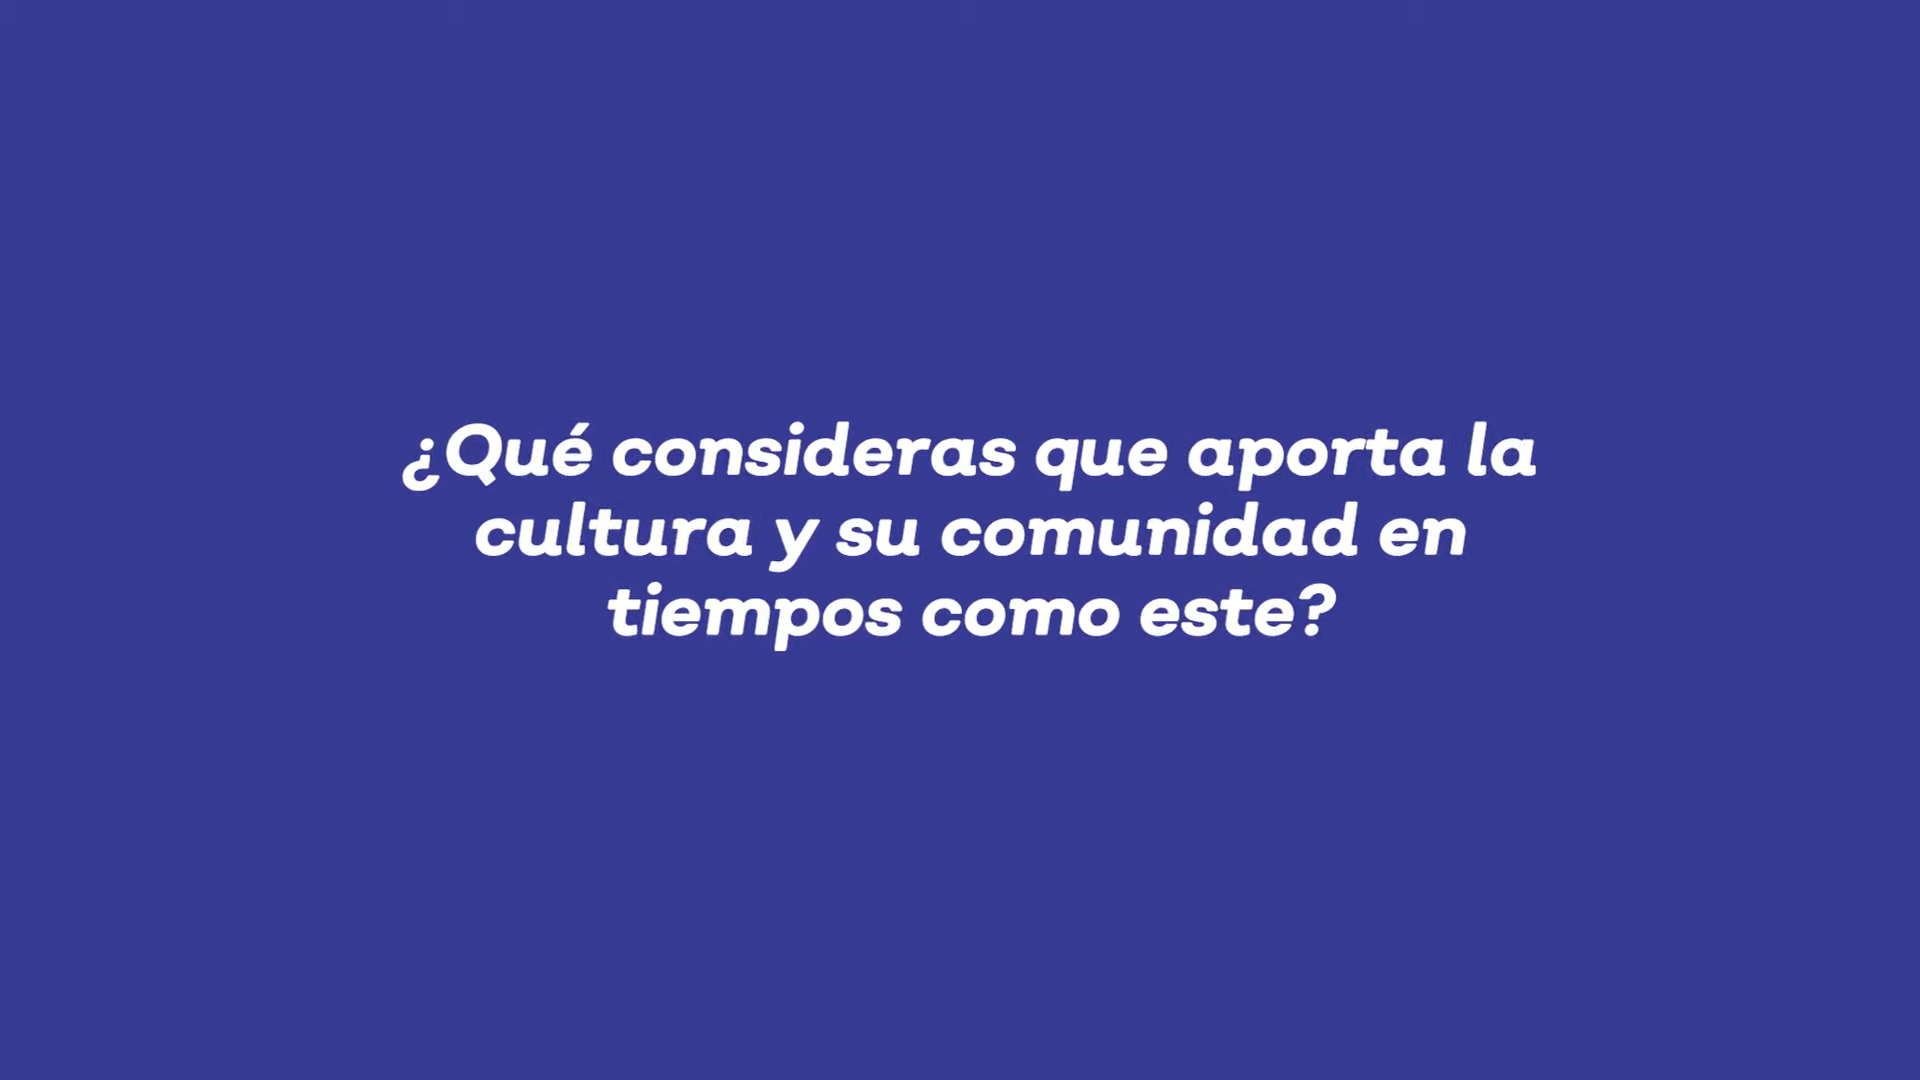 ¿Qué consideras que aporta la
cultura y su comunidad en
tiempos como este?